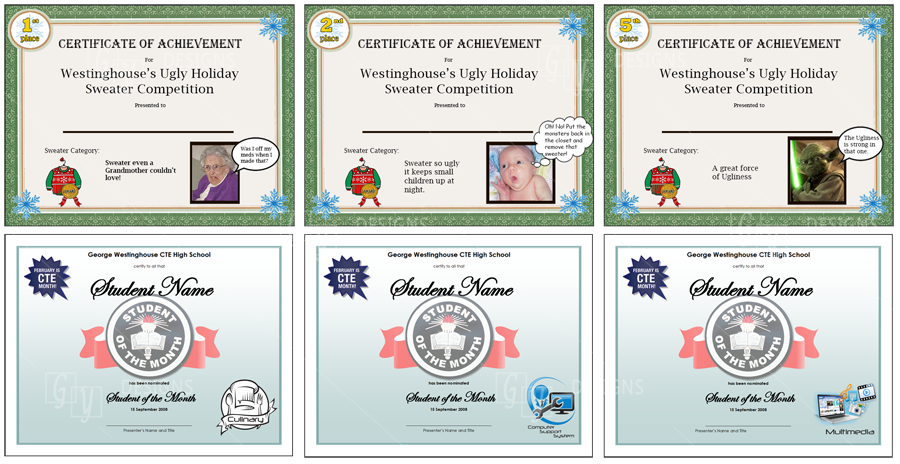 1st
place
CERTIFICATE OF ACHIEVEMENT
For
Westinghouse's Ugly Holiday
Sweater Competition
Presented to
Sweater Category:
Sweater even a
Grandmother couldn't
love!
Was I off my
meds when I
made that?
2nd
place
CERTIFICATE OF ACHIEVEMENT
For
Westinghouse's Ugly Holiday
Sweater Competition
Presented to
Sweater Category:
Sweater so ugly
it keeps small
children up at
night.
Oh! No! Put the
monsters back in
the closet and
remove that
sweater!
5th
place
CERTIFICATE OF ACHIEVEMENT
For
Westinghouse's Ugly Holiday
Sweater Competition
Presented to
Sweater Category:
A great force
of Ugliness
The Ugliness
is strong in
that one.
George Westinghouse CTE High School
certify to all that
FEBRUARY IS
CTE
MONTH!
Student Name
STUDENT
OF THE MONTH
has been nominated
Student of the Month
15 September 2008
Presenter's Name and Title
Culinary
George Westinghouse CTE High School
certify to all that
FEBRUARY IS
CTE
MONTH!
Student Name
STUDENT
OF THE MONTH
has been nominated
Student of the Month
15 September 2008
Presenter's Name and Title
Computer
Support
System
George Westinghouse CTE High School
certify to all that
FEBRUARY IS
CTE
MONTH!
Student Name
STUDENT
OF THE MONTH
has been nominated
Student of the Month
15 September 2008
Presenter's Name and Title
Multimedia
DESIGNS